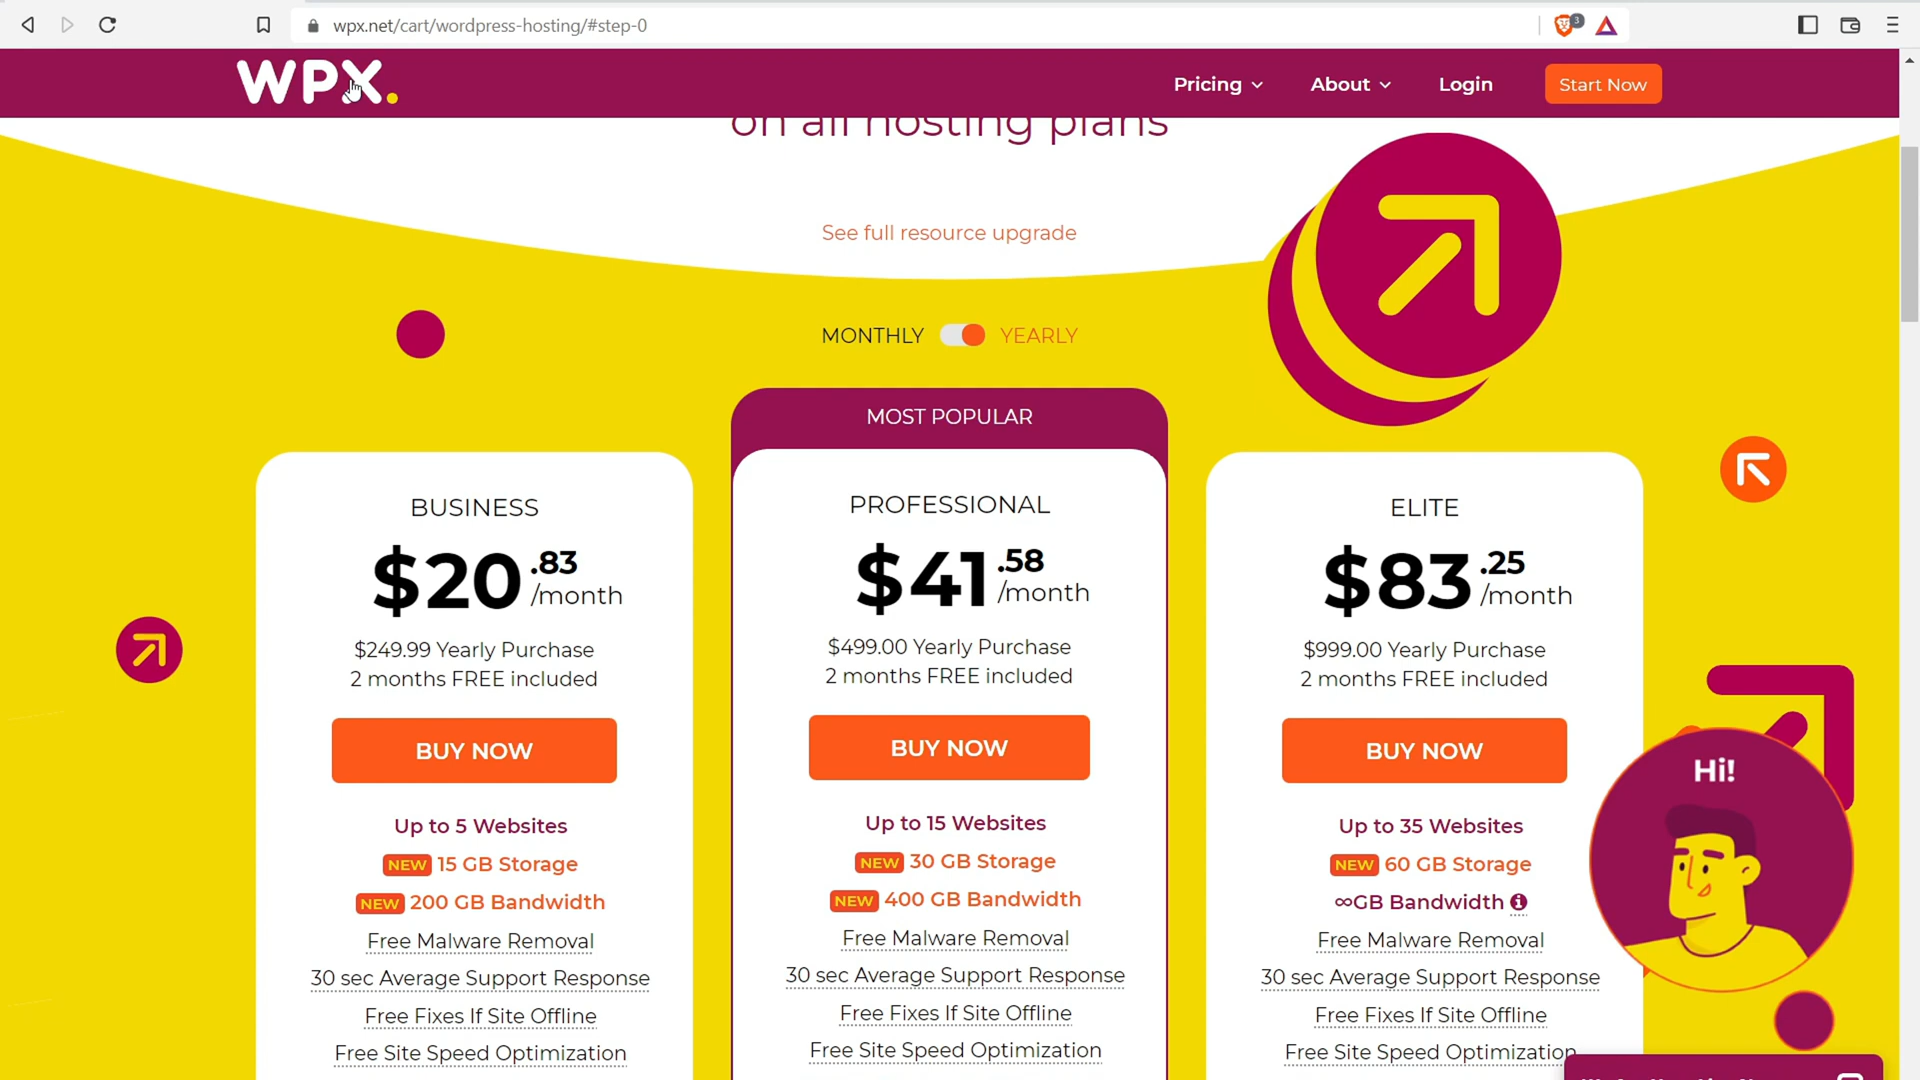 wpx.net/cart/wordpress-hosting/#step-0
3
WPX.
Pricing
About
Login
Start Now
on all hosting plans
See full resource upgrade
MONTHLY
YEARLY
MOST POPULAR
BUSINESS
$20.83
/month
$249.99 Yearly Purchase
2 months FREE included
BUY NOW
Up to 5 Websites
NEW 15 GB Storage
NEW 200 GB Bandwidth
Free Malware Removal
30 sec Average Support Response
Free Fixes If Site Offline
Free Site Speed Optimization
PROFESSIONAL
$41.58
/month
$499.00 Yearly Purchase
2 months FREE included
BUY NOW
Up to 15 Websites
NEW 30 GB Storage
NEW 400 GB Bandwidth
Free Malware Removal
30 sec Average Support Response
Free Fixes If Site Offline
Free Site Speed Optimization
ELITE
$83.25
/month
$999.00 Yearly Purchase
2 months FREE included
BUY NOW
Up to 35 Websites
NEW 60 GB Storage
∞GB Bandwidth
Free Malware Removal
30 sec Average Support Response
Free Fixes If Site Offline
Free Site Speed Optimization
Hi!